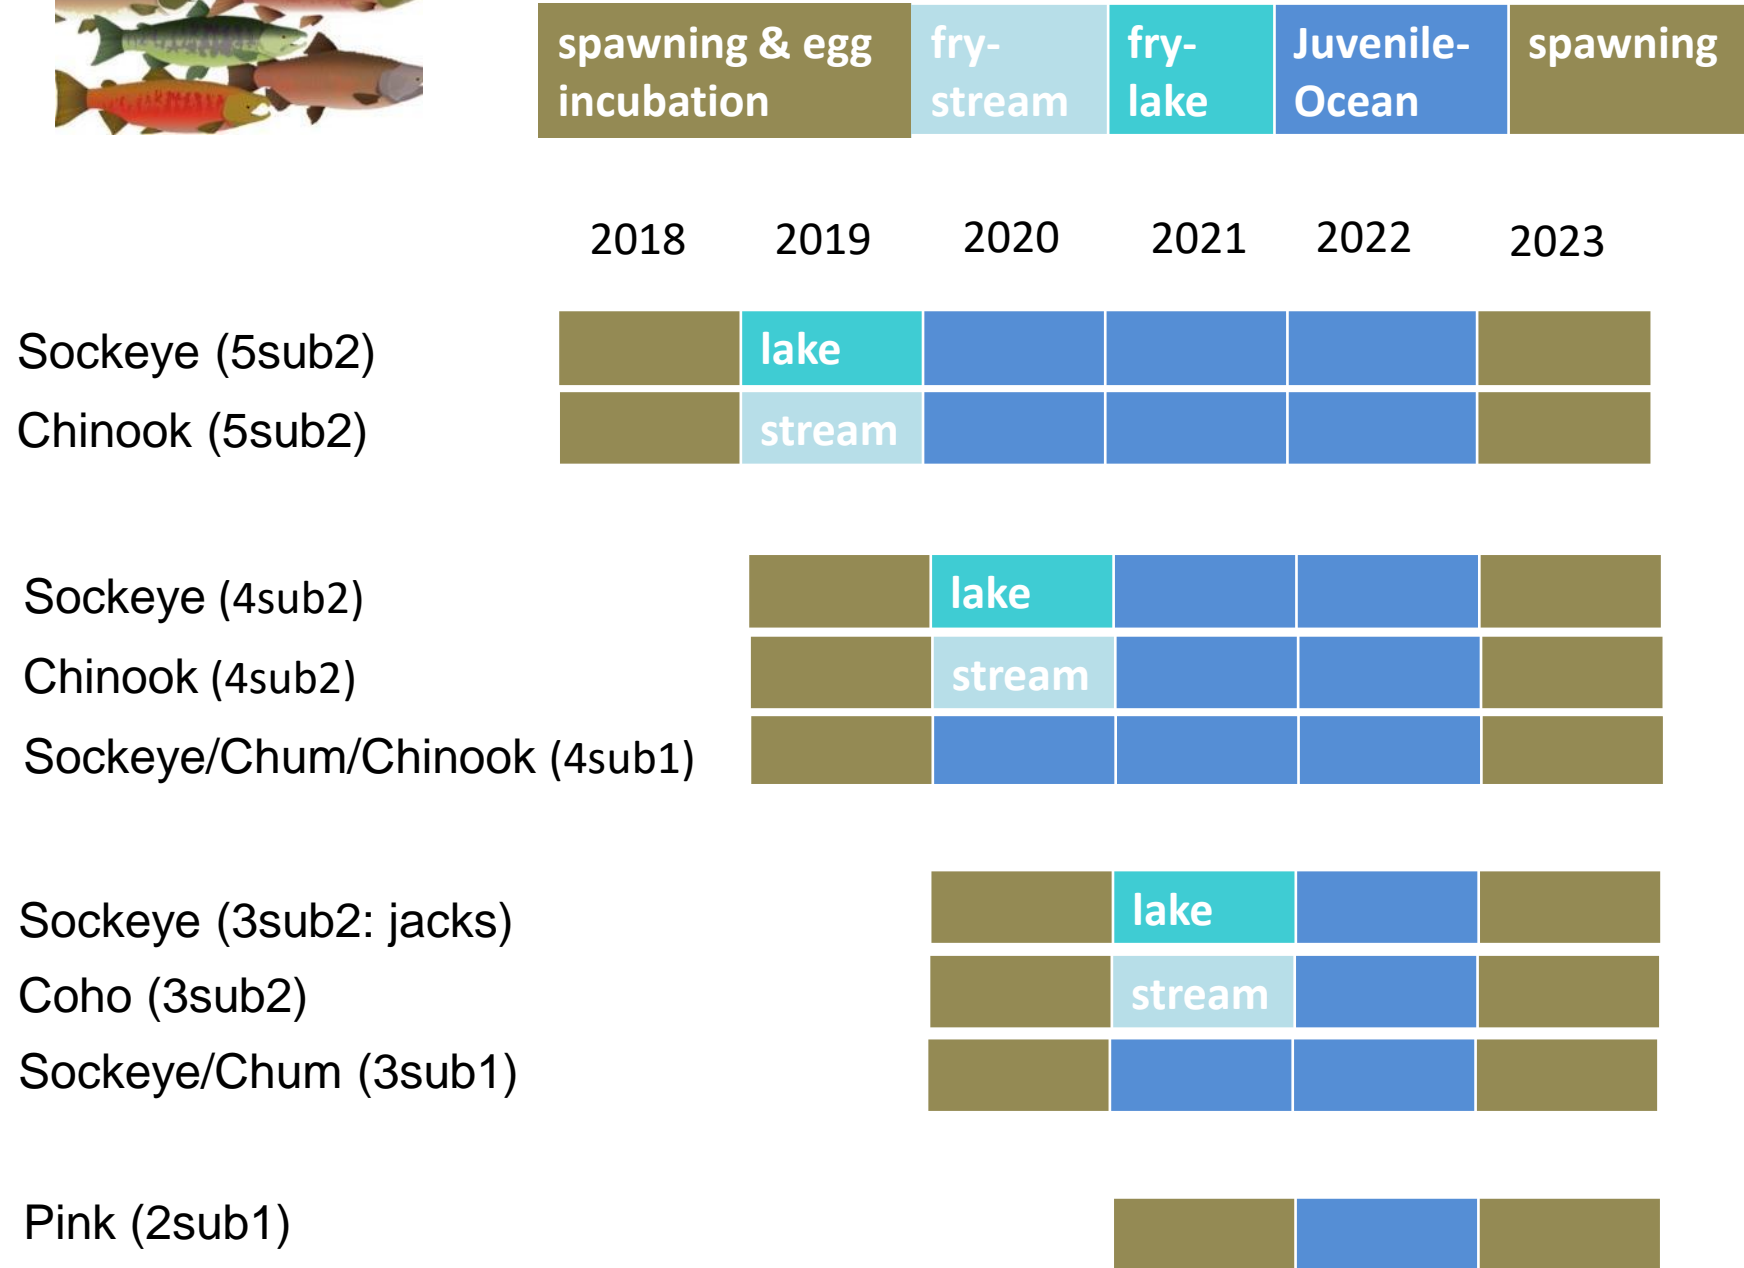 spawning & egg
incubation
fry-
stream
fry-
lake
Juvenile-
Ocean
spawning
2018 2019 2020 2021 2022 2023
Sockeye (5sub2) lake
Chinook (5sub2) stream
Sockeye (4sub2) lake
Chinook (4sub2) stream
Sockeye/Chum/Chinook (4sub1)
Sockeye (3sub2: jacks) lake
Coho (3sub2) stream
Sockeye/Chum (3sub1)
Pink (2sub1)